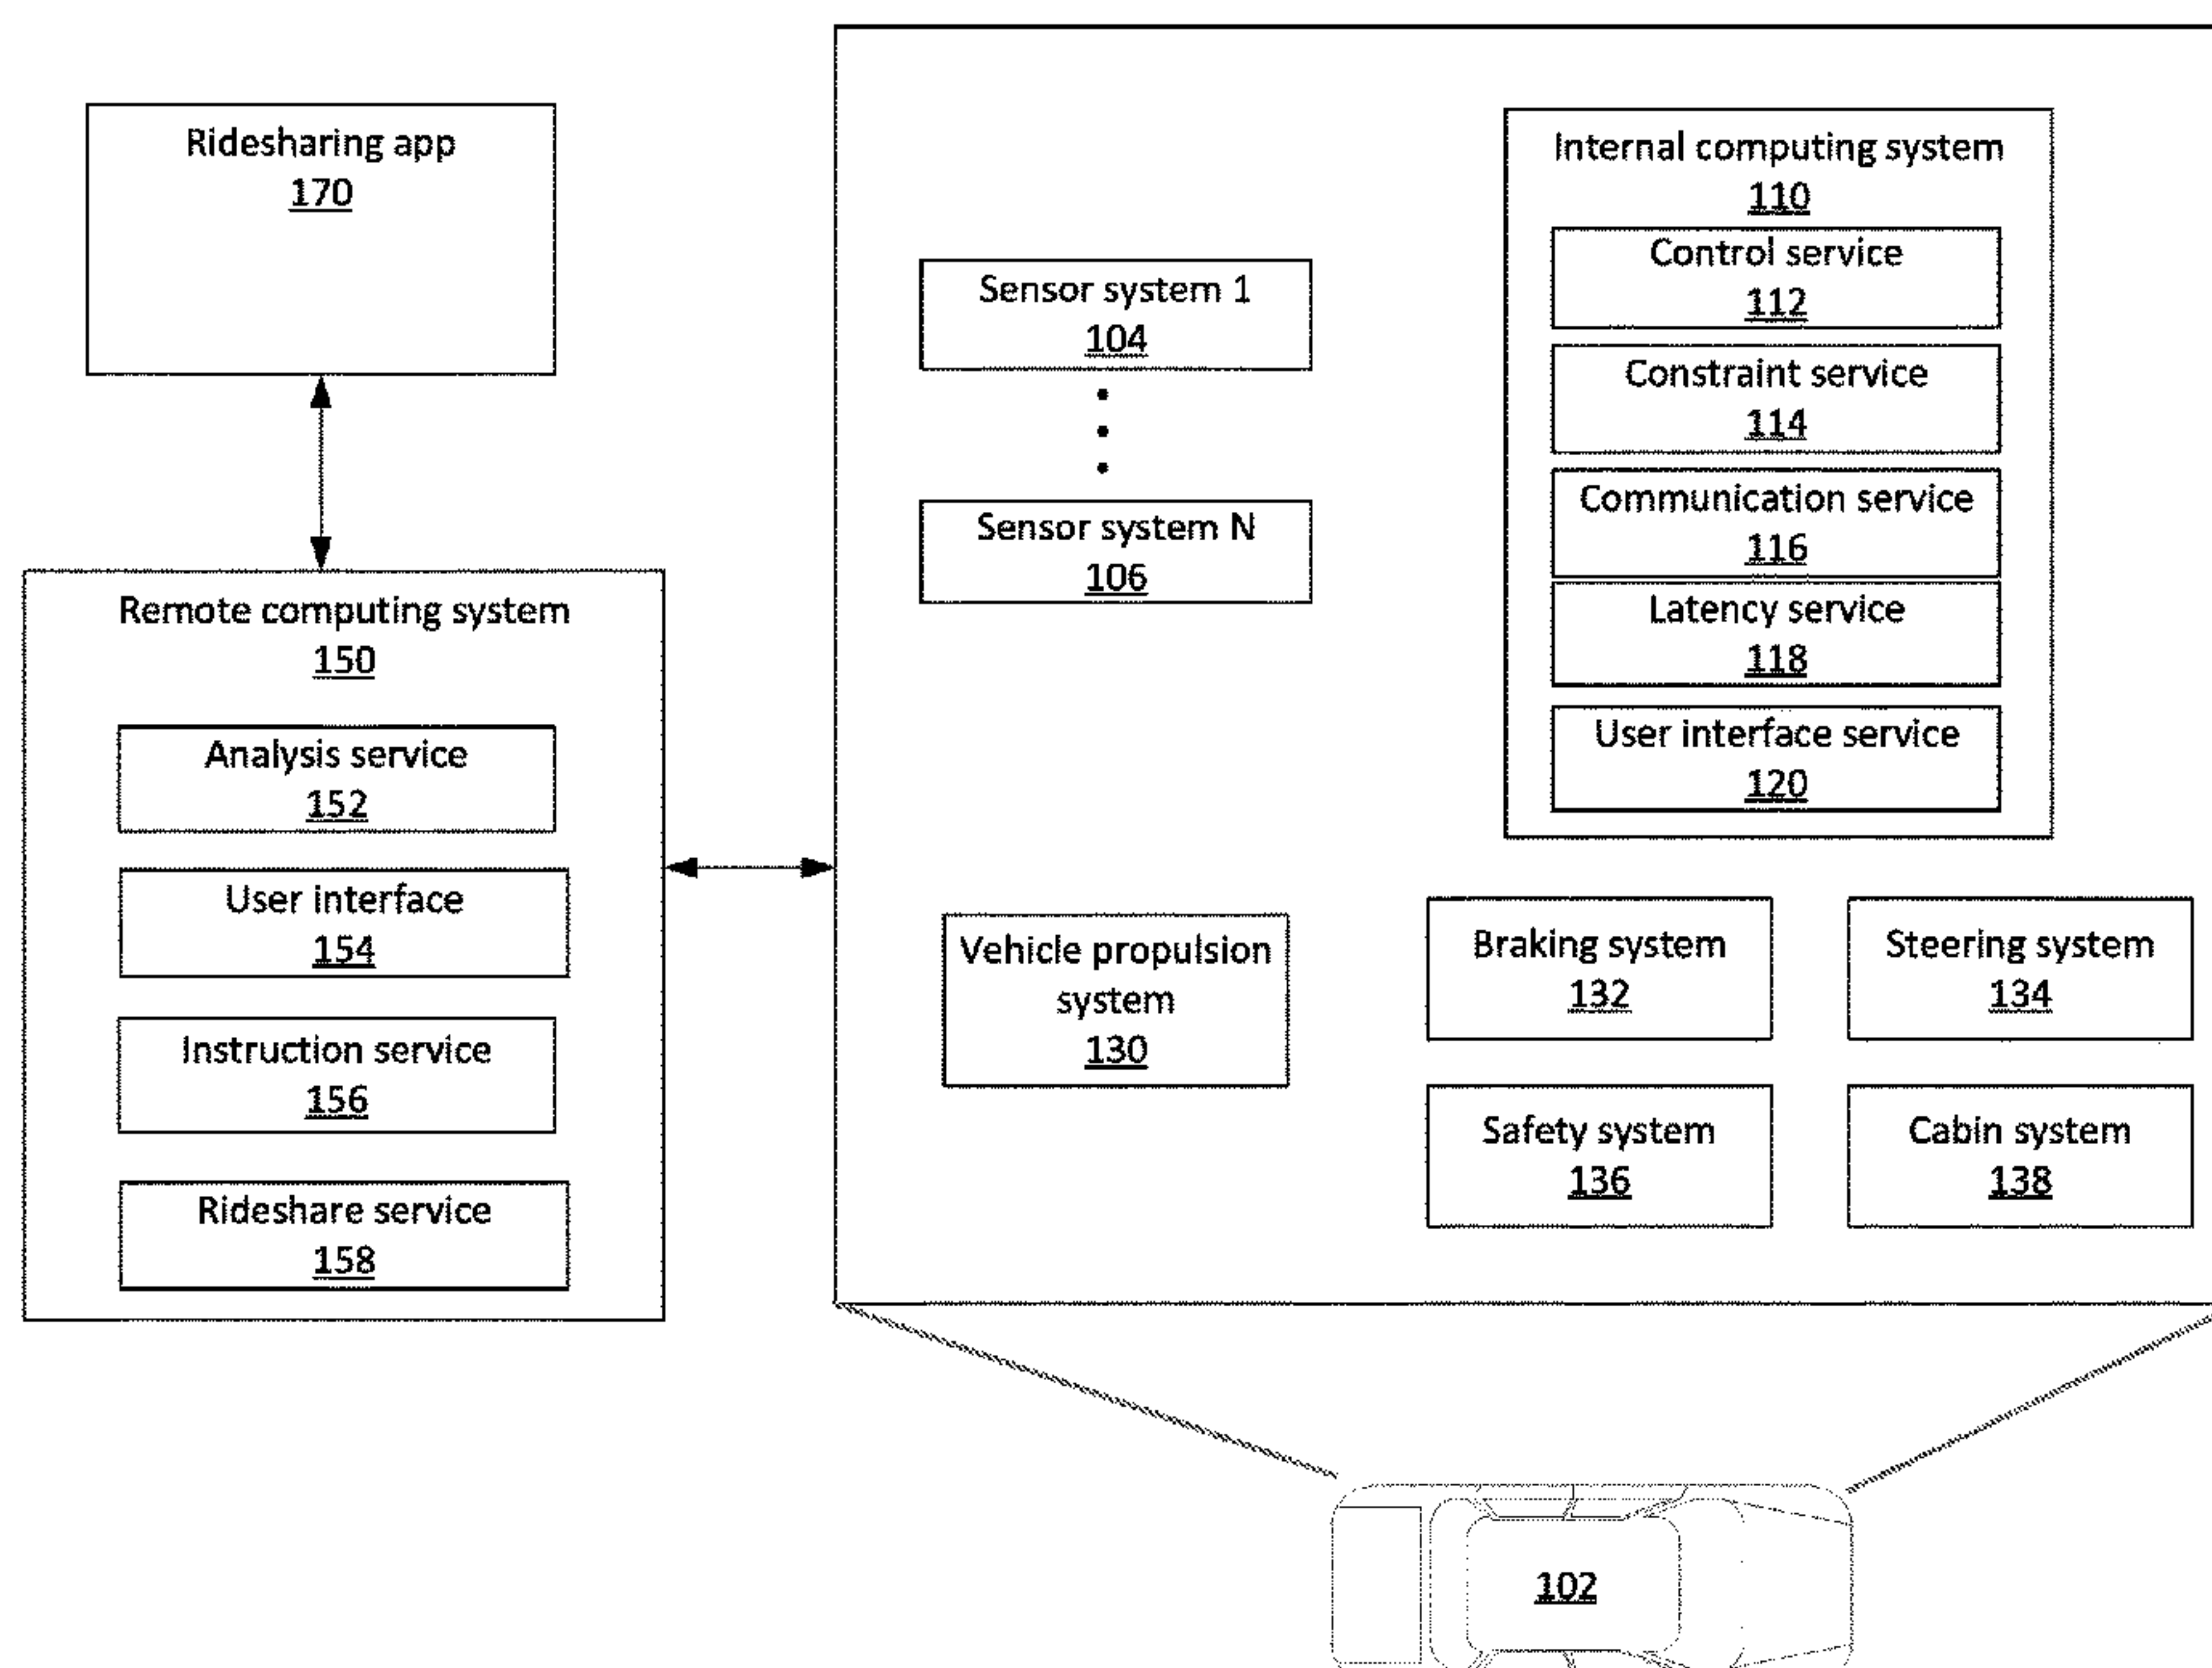 Ridesharing app
170
Remote computing system
150
Analysis service
152
User interface
154
Instruction service
156
Rideshare service
158
Sensor system 1
104
Sensor system N
106
Internal computing system
110
Control service
112
Constraint service
114
Communication service
116
Latency service
118
User interface service
120
Vehicle propulsion
system
130
Braking system
132
Steering system
134
Safety system
136
Cabin system
138
102